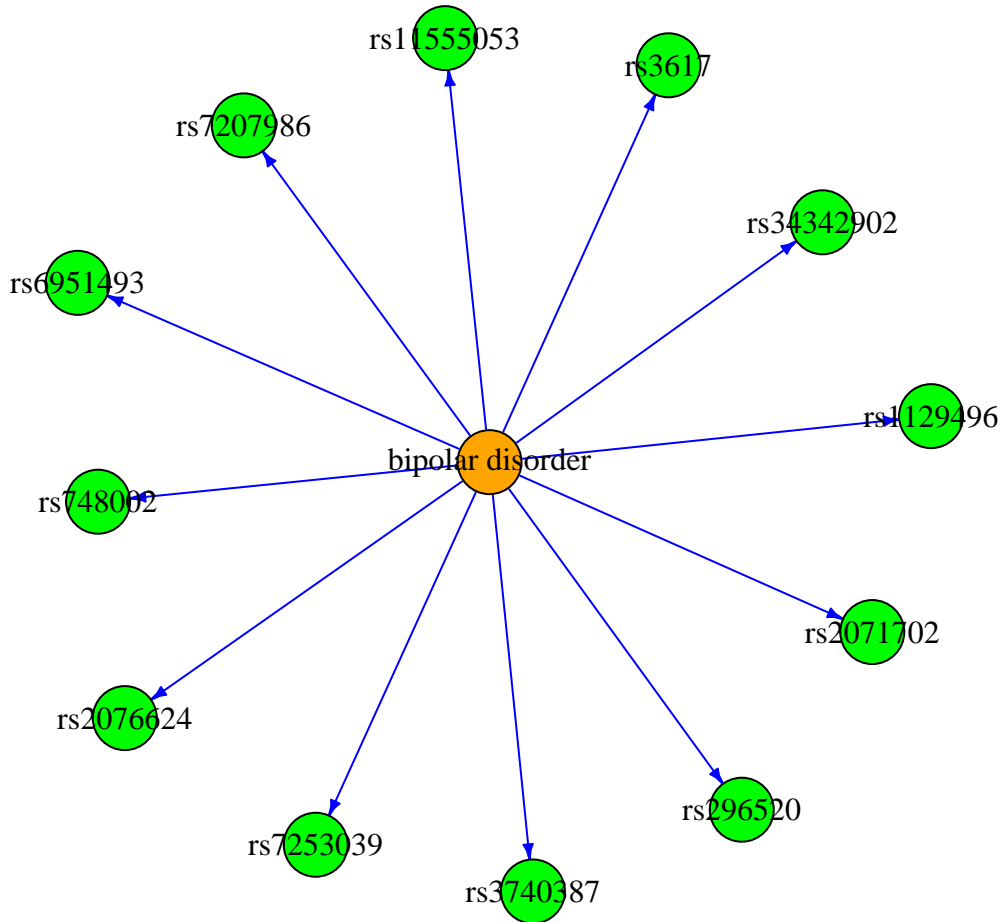 rs11555053
rs3617
rs7207986
rs34342902
rs6951493
rs1129496
bipolar disorder
rs748002
rs2071702
rs2076624
rs296520
rs7253039
rs3740387